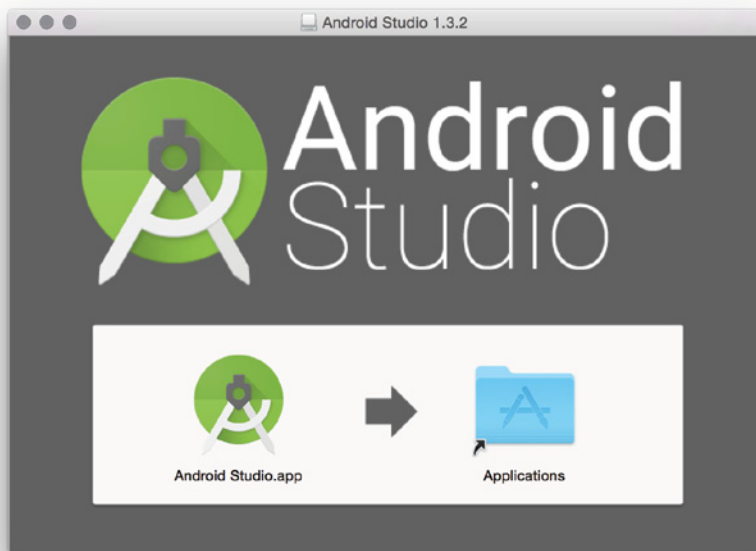 Android Studio 1.3.2
Android
Studio
Android Studio.app
Applications